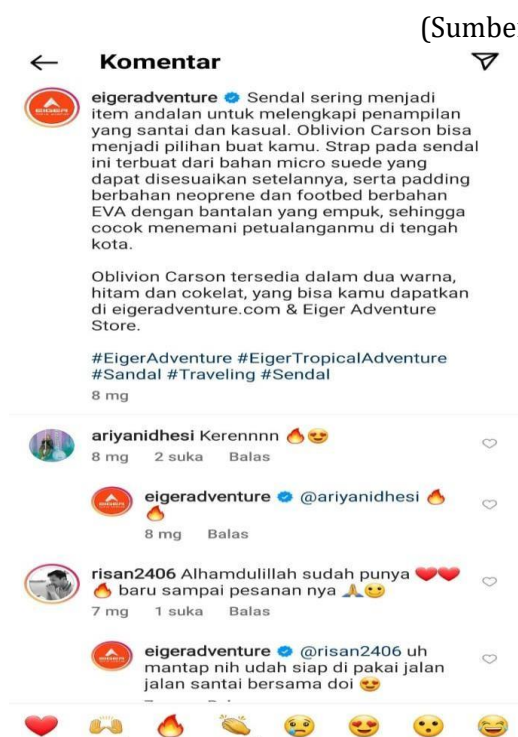 (Sumber
Komentar
eigeradventure Sendal sering menjadi
item andalan untuk melengkapi penampilan
yang santai dan kasual. Oblivion Carson bisa
menjadi pilihan buat kamu. Strap pada sendal
ini terbuat dari bahan micro suede yang
dapat disesuaikan setelannya, serta padding
berbahan neoprene dan footbed berbahan
EVA dengan bantalan yang empuk, sehingga
cocok menemani petualanganmu di tengah
kota.
Oblivion Carson tersedia dalam dua warna,
hitam dan cokelat, yang bisa kamu dapatkan
di eigeradventure.com & Eiger Adventure
Store.
#EigerAdventure #EigerTropicalAdventure
#Sandal #Traveling #Sendal
8 mg
ariyanidhesi Kerennnn 🔥😍
8 mg 2 suka Balas
eigeradventure @ariyanidhesi 🔥
🔥
8 mg Balas
risan2406 Alhamdulillah sudah punya ❤️❤️
🔥 baru sampai pesanan nya 🙏🙂
7 mg 1 suka Balas
eigeradventure @risan2406 uh
mantap nih udah siap di pakai jalan
jalan santai bersama doi 😍